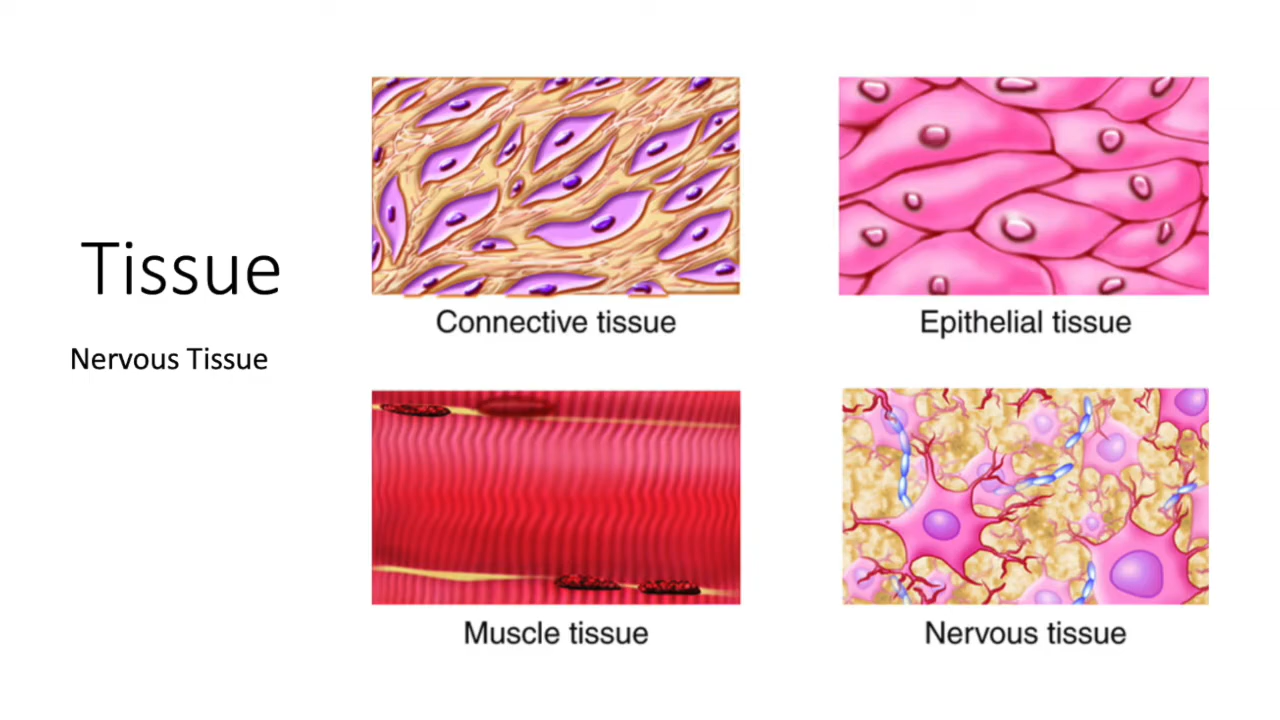 Tissue
Nervous Tissue
Connective tissue
Epithelial tissue
Muscle tissue
Nervous tissue